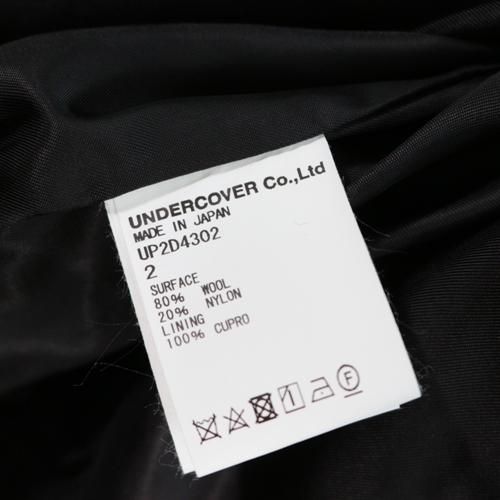 UNDERCOVER Co.,Ltd
MADE IN JAPAN
UP2D4302
2
SURFACE
80% WOOL
20% NYLON
LINING
100% CUPRO
F